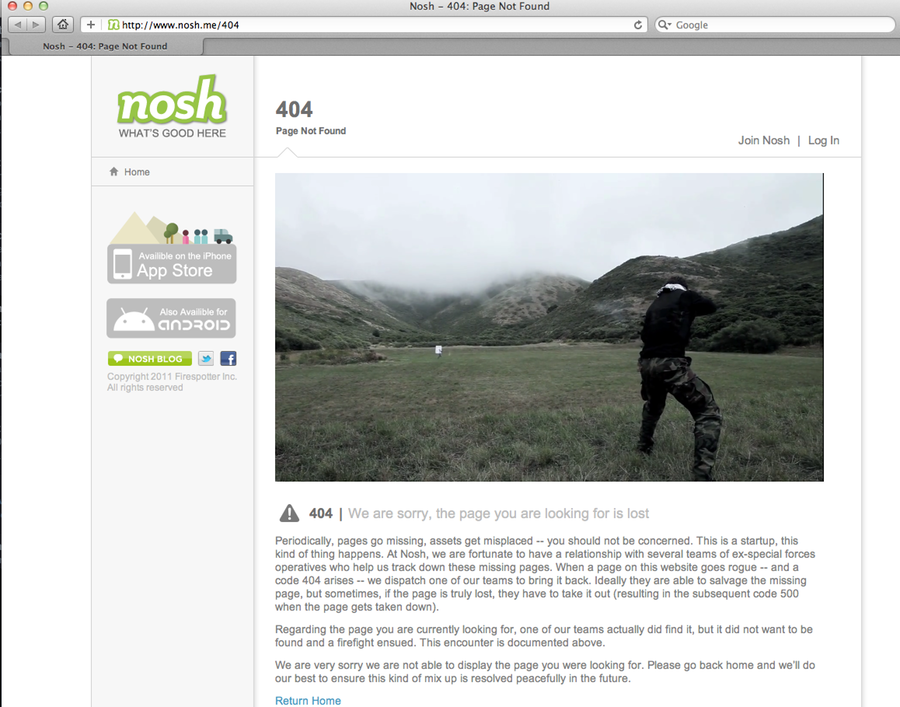 Nosh – 404: Page Not Found
http://www.nosh.me/404
Google
Nosh – 404: Page Not Found
nosh
WHAT'S GOOD HERE
404
Page Not Found
Join Nosh | Log In
Home
Availible on the iPhone
App Store
Also Availible for
ANDROID
NOSH BLOG
Copyright 2011 Firespotter Inc.
All rights reserved
404 | We are sorry, the page you are looking for is lost
Periodically, pages go missing, assets get misplaced -- you should not be concerned. This is a startup, this
kind of thing happens. At Nosh, we are fortunate to have a relationship with several teams of ex-special forces
operatives who help us track down these missing pages. When a page on this website goes rogue -- and a
code 404 arises -- we dispatch one of our teams to bring it back. Ideally they are able to salvage the missing
page, but sometimes, if the page is truly lost, they have to take it out (resulting in the subsequent code 500
when the page gets taken down).
Regarding the page you are currently looking for, one of our teams actually did find it, but it did not want to be
found and a firefight ensued. This encounter is documented above.
We are very sorry we are not able to display the page you were looking for. Please go back home and we'll do
our best to ensure this kind of mix up is resolved peacefully in the future.
Return Home